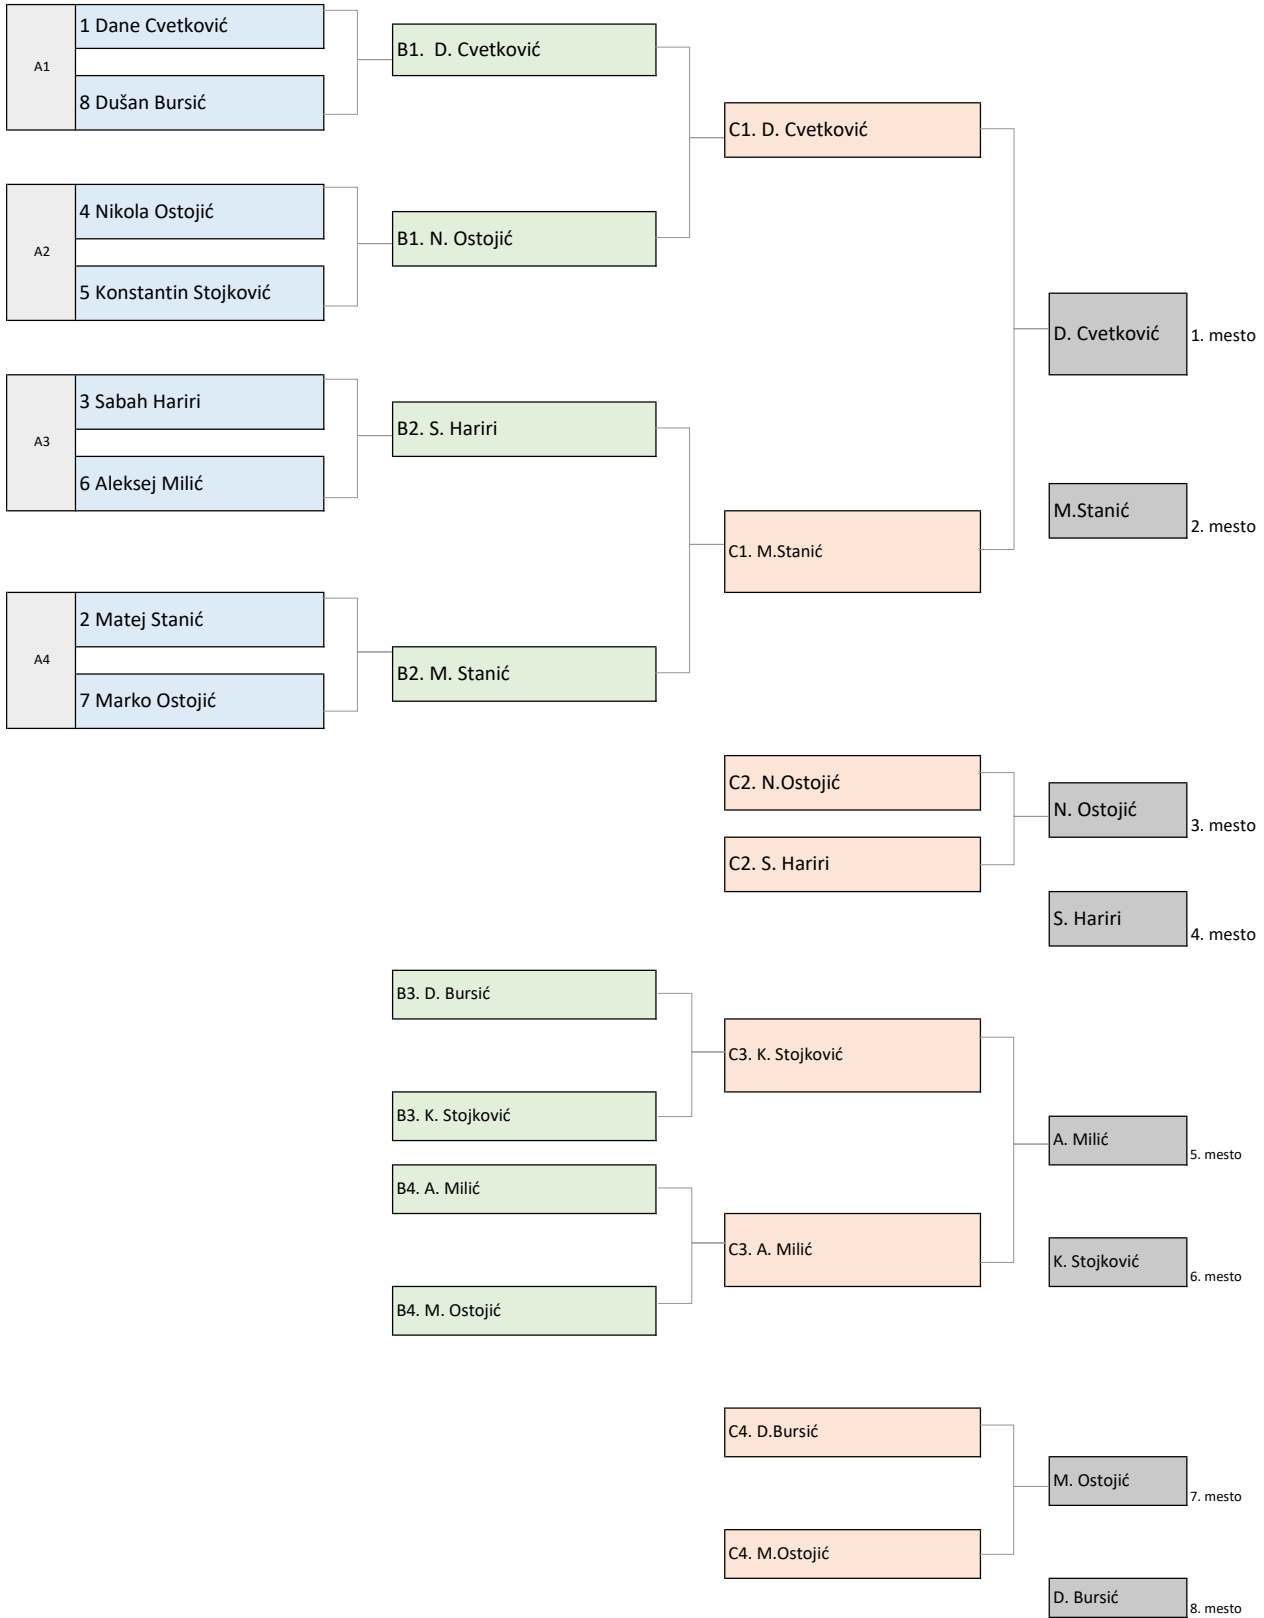 1 Dane Cvetković
A1
8 Dušan Bursić
B1.  D. Cvetković
C1. D. Cvetković
4 Nikola Ostojić
A2
5 Konstantin Stojković
B1. N. Ostojić
D. Cvetković
1. mesto
3 Sabah Hariri
A3
6 Aleksej Milić
B2. S. Hariri
M.Stanić
2. mesto
C1. M.Stanić
2 Matej Stanić
A4
7 Marko Ostojić
B2. M. Stanić
C2. N.Ostojić
N. Ostojić
3. mesto
C2. S. Hariri
S. Hariri
4. mesto
B3. D. Bursić
C3. K. Stojković
B3. K. Stojković
A. Milić
5. mesto
B4. A. Milić
C3. A. Milić
K. Stojković
6. mesto
B4. M. Ostojić
C4. D.Bursić
M. Ostojić
7. mesto
C4. M.Ostojić
D. Bursić
8. mesto